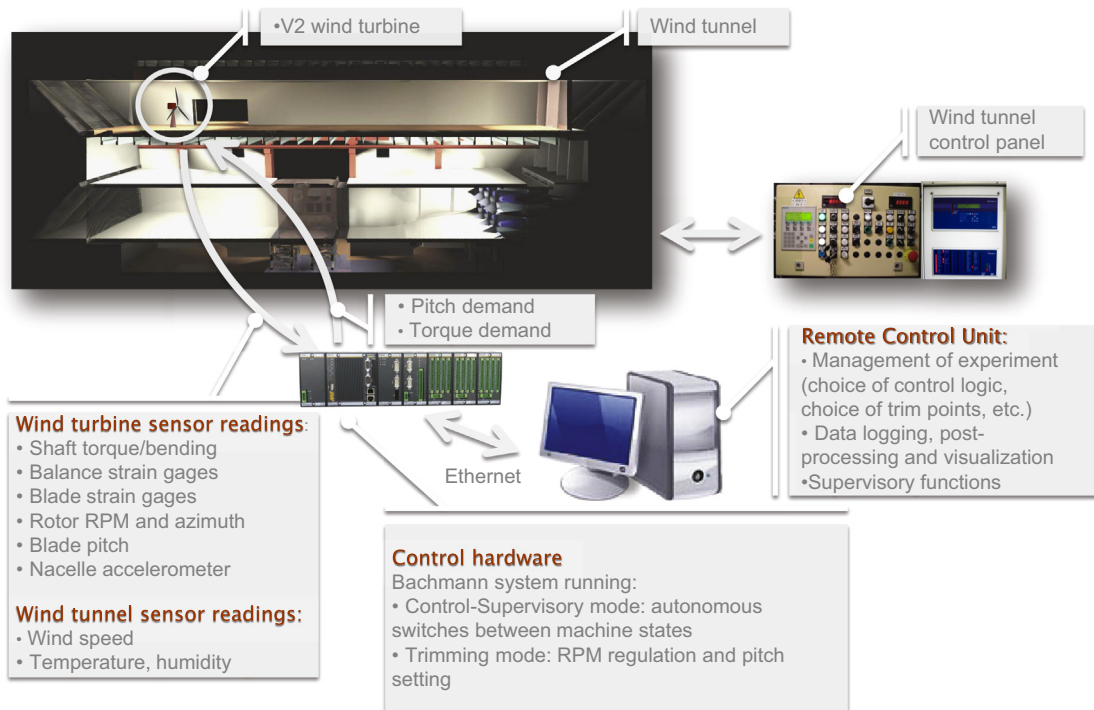 •V2 wind turbine
Wind tunnel
Wind tunnel
control panel
• Pitch demand
• Torque demand
Remote Control Unit:
• Management of experiment
(choice of control logic,
choice of trim points, etc.)
• Data logging, post-
processing and visualization
•Supervisory functions
Wind turbine sensor readings:
• Shaft torque/bending
• Balance strain gages
• Blade strain gages
• Rotor RPM and azimuth
• Blade pitch
• Nacelle accelerometer
Wind tunnel sensor readings:
• Wind speed
• Temperature, humidity
Ethernet
Control hardware
Bachmann system running:
• Control-Supervisory mode: autonomous
switches between machine states
• Trimming mode: RPM regulation and pitch
setting